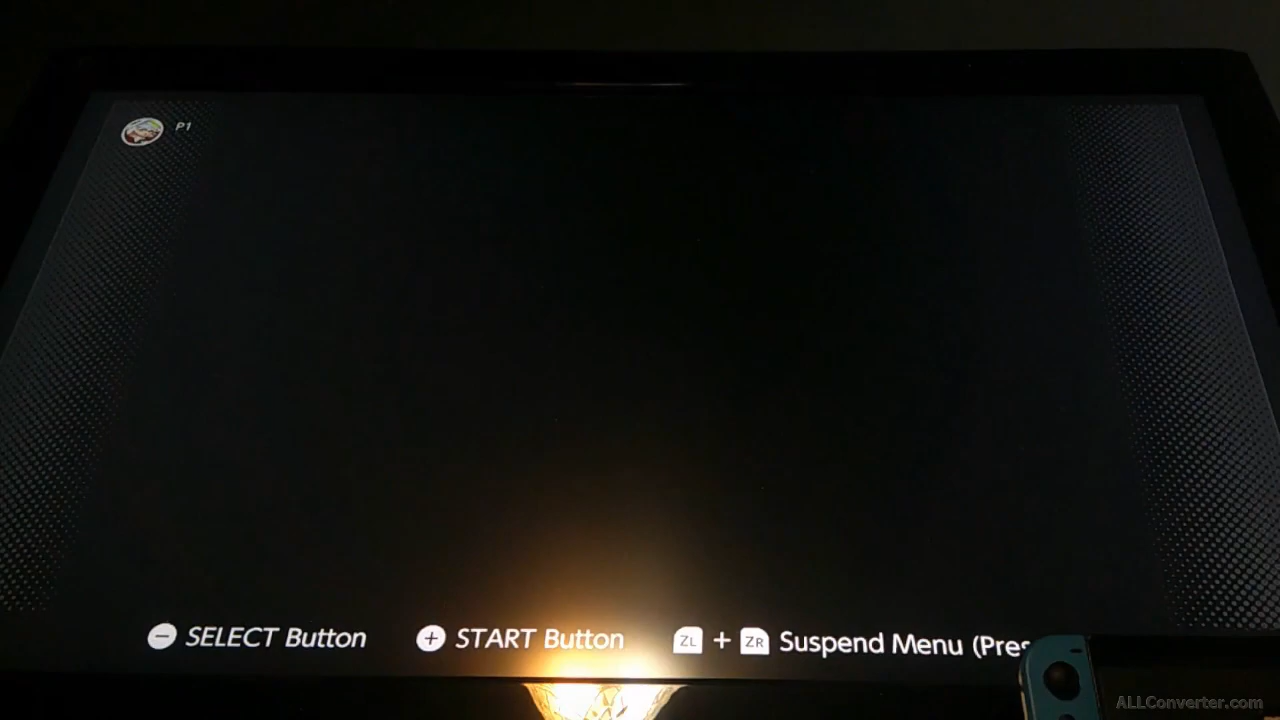 P1
SELECT Button
START Button
ZL + ZR Suspend Menu (Pres
ALLConverter.com